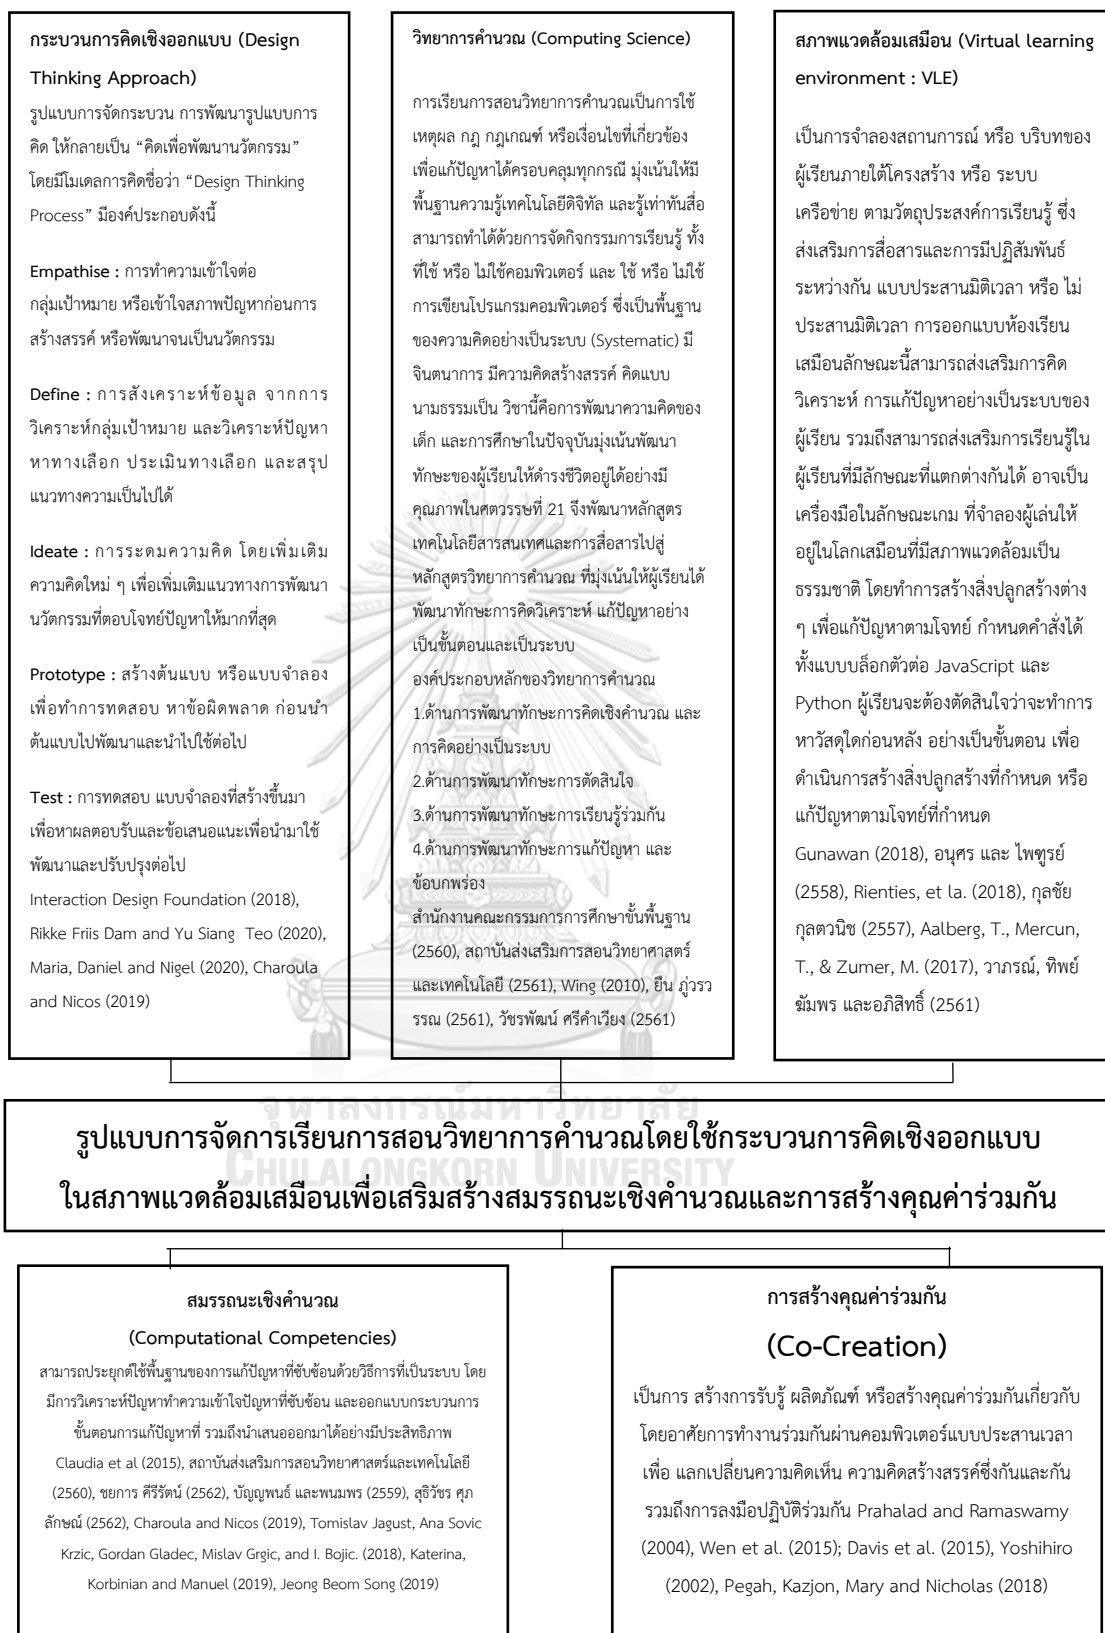 กระบวนการคิดเชิงออกแบบ (Design
Thinking Approach)
รูปแบบการจัดกระบวน การพัฒนารูปแบบการ
คิด ให้กลายเป็น “คิดเพื่อพัฒนานวัตกรรม”
โดยมีโมเดลการคิดชื่อว่า “Design Thinking
Process” มีองค์ประกอบดังนี้
Empathise : การทำความเข้าใจต่อ
กลุ่มเป้าหมาย หรือเข้าใจสภาพปัญหาก่อนการ
สร้างสรรค์ หรือพัฒนาจนเป็นนวัตกรรม
Define : การสังเคราะห์ข้อมูล จากการ
วิเคราะห์กลุ่มเป้าหมาย และวิเคราะห์ปัญหา
หาทางเลือก ประเมินทางเลือก และสรุป
แนวทางความเป็นไปได้
Ideate : การระดมความคิด โดยเพิ่มเติม
ความคิดใหม่ ๆ เพื่อเพิ่มเติมแนวทางการพัฒนา
นวัตกรรมที่ตอบโจทย์ปัญหาให้มากที่สุด
Prototype : สร้างต้นแบบ หรือแบบจำลอง
เพื่อทำการทดสอบ หาข้อผิดพลาด ก่อนนำ
ต้นแบบไปพัฒนาและนำไปใช้ต่อไป
Test : การทดสอบ แบบจำลองที่สร้างขึ้นมา
เพื่อหาผลตอบรับและข้อเสนอแนะเพื่อนำมาใช้
พัฒนาและปรับปรุงต่อไป
Interaction Design Foundation (2018),
Rikke Friis Dam and Yu Siang Teo (2020),
Maria, Daniel and Nigel (2020), Charoula
and Nicos (2019)
วิทยาการคำนวณ (Computing Science)
การเรียนการสอนวิทยาการคำนวณเป็นการใช้
เหตุผล กฎ กฎเกณฑ์ หรือเงื่อนไขที่เกี่ยวข้อง
เพื่อแก้ปัญหาได้ครอบคลุมทุกกรณี มุ่งเน้นให้มี
พื้นฐานความรู้เทคโนโลยีดิจิทัล และรู้เท่าทันสื่อ
สามารถทำได้ด้วยการจัดกิจกรรมการเรียนรู้ ทั้ง
ที่ใช้ หรือ ไม่ใช้คอมพิวเตอร์ และ ใช้ หรือ ไม่ใช้
การเขียนโปรแกรมคอมพิวเตอร์ ซึ่งเป็นพื้นฐาน
ของความคิดอย่างเป็นระบบ (Systematic) มี
จินตนาการ มีความคิดสร้างสรรค์ คิดแบบ
นามธรรมเป็น วิชานี้คือการพัฒนาความคิดของ
เด็ก และการศึกษาในปัจจุบันมุ่งเน้นพัฒนา
ทักษะของผู้เรียนให้ดำรงชีวิตอยู่ได้อย่างมี
คุณภาพในศตวรรษที่ 21 จึงพัฒนาหลักสูตร
เทคโนโลยีสารสนเทศและการสื่อสารไปสู่
หลักสูตรวิทยาการคำนวณ ที่มุ่งเน้นให้ผู้เรียนได้
พัฒนาทักษะการคิดวิเคราะห์ แก้ปัญหาอย่าง
เป็นขั้นตอนและเป็นระบบ
องค์ประกอบหลักของวิทยาการคำนวณ
1.ด้านการพัฒนาทักษะการคิดเชิงคำนวณ และ
การคิดอย่างเป็นระบบ
2.ด้านการพัฒนาทักษะการตัดสินใจ
3.ด้านการพัฒนาทักษะการเรียนรู้ร่วมกัน
4.ด้านการพัฒนาทักษะการแก้ปัญหา และ
ข้อบกพร่อง
สำนักงานคณะกรรมการการศึกษาขั้นพื้นฐาน
(2560), สถาบันส่งเสริมการสอนวิทยาศาสตร์
และเทคโนโลยี (2561), Wing (2010), ยืน ภู่วรว
รรณ (2561), วัชรพัฒน์ ศรีคำเวียง (2561)
สภาพแวดล้อมเสมือน (Virtual learning
environment : VLE)
เป็นการจำลองสถานการณ์ หรือ บริบทของ
ผู้เรียนภายใต้โครงสร้าง หรือ ระบบ
เครือข่าย ตามวัตถุประสงค์การเรียนรู้ ซึ่ง
ส่งเสริมการสื่อสารและการมีปฏิสัมพันธ์
ระหว่างกัน แบบประสานมิติเวลา หรือ ไม่
ประสานมิติเวลา การออกแบบห้องเรียน
เสมือนลักษณะนี้สามารถส่งเสริมการคิด
วิเคราะห์ การแก้ปัญหาอย่างเป็นระบบของ
ผู้เรียน รวมถึงสามารถส่งเสริมการเรียนรู้ใน
ผู้เรียนที่มีลักษณะที่แตกต่างกันได้ อาจเป็น
เครื่องมือในลักษณะเกม ที่จำลองผู้เล่นให้
อยู่ในโลกเสมือนที่มีสภาพแวดล้อมเป็น
ธรรมชาติ โดยทำการสร้างสิ่งปลูกสร้างต่าง
ๆ เพื่อแก้ปัญหาตามโจทย์ กำหนดคำสั่งได้
ทั้งแบบบล็อกตัวต่อ JavaScript และ
Python ผู้เรียนจะต้องตัดสินใจว่าจะทำการ
หาวัสดุใดก่อนหลัง อย่างเป็นขั้นตอน เพื่อ
ดำเนินการสร้างสิ่งปลูกสร้างที่กำหนด หรือ
แก้ปัญหาตามโจทย์ที่กำหนด
Gunawan (2018), อนุศร และ ไพฑูรย์
(2558), Rienties, et la. (2018), กุลชัย
กุลตวนิช (2557), Aalberg, T., Mercun,
T., & Zumer, M. (2017), วาภรณ์, ทิพย์
ฆัมพร และอภิสิทธิ์ (2561)
จุฬาลงกรณ์มหาวิทยาลัย
CHULALONGKORN UNIVERSITY
รูปแบบการจัดการเรียนการสอนวิทยาการคำนวณโดยใช้กระบวนการคิดเชิงออกแบบ
ในสภาพแวดล้อมเสมือนเพื่อเสริมสร้างสมรรถนะเชิงคำนวณและการสร้างคุณค่าร่วมกัน
สมรรถนะเชิงคำนวณ
(Computational Competencies)
สามารถประยุกต์ใช้พื้นฐานของการแก้ปัญหาที่ซับซ้อนด้วยวิธีการที่เป็นระบบ โดย
มีการวิเคราะห์ปัญหาทำความเข้าใจปัญหาที่ซับซ้อน และออกแบบกระบวนการ
ขั้นตอนการแก้ปัญหาที่ รวมถึงนำเสนอออกมาได้อย่างมีประสิทธิภาพ
Claudia et al (2015), สถาบันส่งเสริมการสอนวิทยาศาสตร์และเทคโนโลยี
(2560), ชยการ คีรีรัตน์ (2562), บัญญพนธ์ และพนมพร (2559), สุธิวัชร ศุภ
ลักษณ์ (2562), Charoula and Nicos (2019), Tomislav Jagust, Ana Sovic
Krzic, Gordan Gladec, Mislav Grgic, and I. Bojic. (2018), Katerina,
Korbinian and Manuel (2019), Jeong Beom Song (2019)
การสร้างคุณค่าร่วมกัน
(Co-Creation)
เป็นการ สร้างการรับรู้ ผลิตภัณฑ์ หรือสร้างคุณค่าร่วมกันเกี่ยวกับ
โดยอาศัยการทำงานร่วมกันผ่านคอมพิวเตอร์แบบประสานเวลา
เพื่อ แลกเปลี่ยนความคิดเห็น ความคิดสร้างสรรค์ซึ่งกันและกัน
รวมถึงการลงมือปฏิบัติร่วมกัน Prahalad and Ramaswamy
(2004), Wen et al. (2015); Davis et al. (2015), Yoshihiro
(2002), Pegah, Kazjon, Mary and Nicholas (2018)